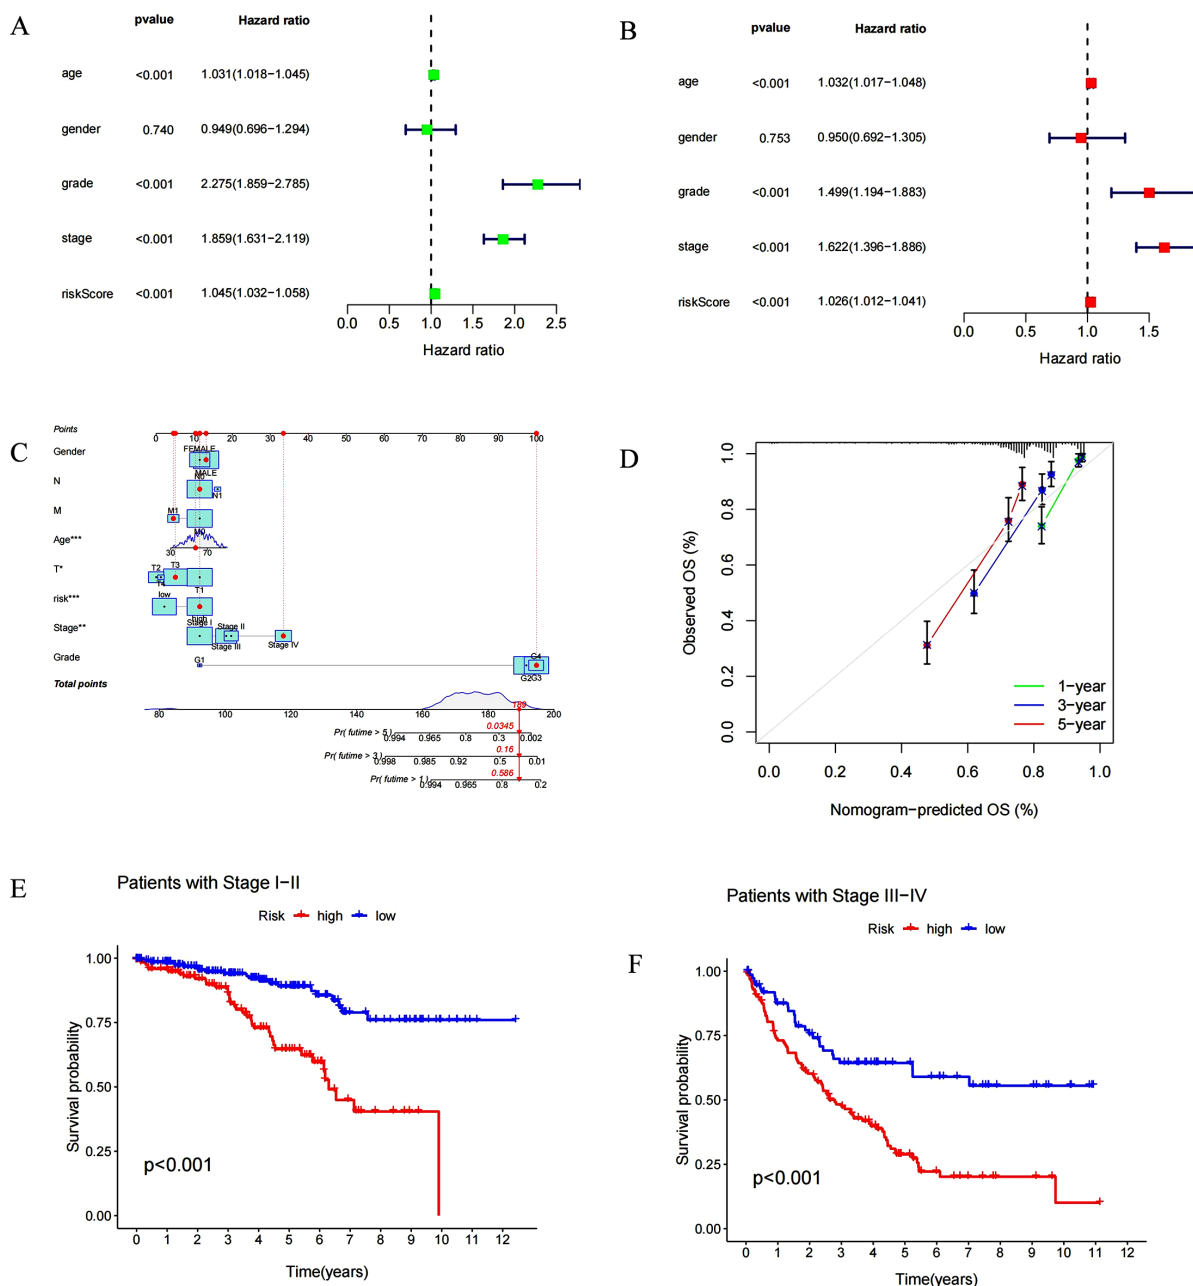 A
pvalue Hazard ratio
age <0.001 1.031(1.018−1.045)
gender 0.740 0.949(0.696−1.294)
grade <0.001 2.275(1.859−2.785)
stage <0.001 1.859(1.631−2.119)
riskScore <0.001 1.045(1.032−1.058)
0.0 0.5 1.0 1.5 2.0 2.5
Hazard ratio
B
pvalue Hazard ratio
age <0.001 1.032(1.017−1.048)
gender 0.753 0.950(0.692−1.305)
grade <0.001 1.499(1.194−1.883)
stage <0.001 1.622(1.396−1.886)
riskScore <0.001 1.026(1.012−1.041)
0.0 0.5 1.0 1.5
Hazard ratio
C
Points
0 10 20 30 40 50 60 70 80 90 100
Gender
FEMALE
MALE
N
N0
N1
M
M1
M0
Age***
30 70
T*
T2 T3
T4 T1
risk***
low
high
Stage**
Stage I Stage II
Stage III Stage IV
Grade
G1
G4
G2G3
Total points
80 100 120 140 160 180 200
189
0.0345
Pr( futime > 5 )
0.994 0.965 0.8 0.3 0.002
0.16
Pr( futime > 3 )
0.998 0.985 0.92 0.5 0.01
0.586
Pr( futime > 1 )
0.994 0.965 0.8 0.2
D
Observed OS (%)
1.0
0.8
0.6
0.4
0.2
0.0
1−year
3−year
5−year
0.0 0.2 0.4 0.6 0.8 1.0
Nomogram−predicted OS (%)
E
Patients with Stage I−II
Risk high low
Survival probability
1.00
0.75
0.50
0.25
0.00
p<0.001
0 1 2 3 4 5 6 7 8 9 10 11 12
Time(years)
F
Patients with Stage III−IV
Risk high low
Survival probability
1.00
0.75
0.50
0.25
0.00
p<0.001
0 1 2 3 4 5 6 7 8 9 10 11 12
Time(years)